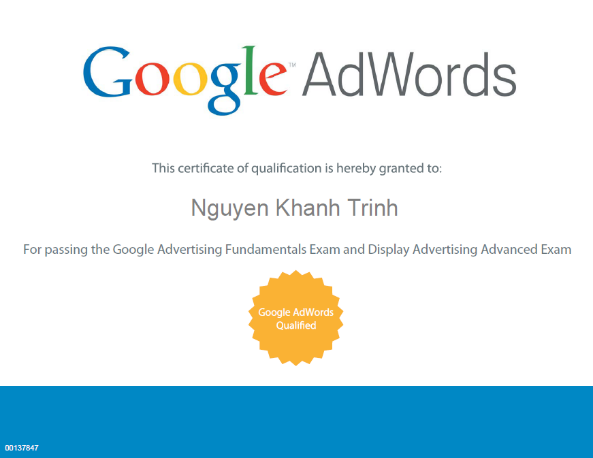 Google™ AdWords
This certificate of qualification is hereby granted to:
Nguyen Khanh Trinh
For passing the Google Advertising Fundamentals Exam and Display Advertising Advanced Exam
Google AdWords
Qualified
00137847